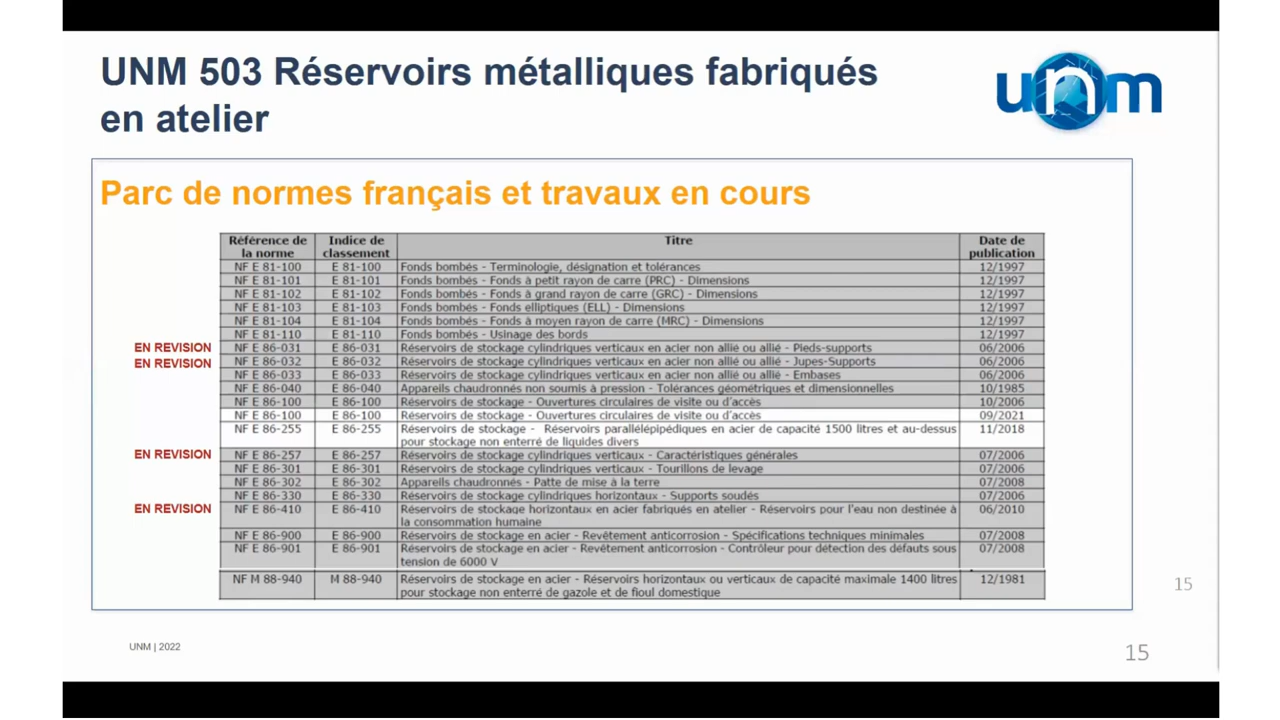 UNM 503 Réservoirs métalliques fabriqués
en atelier
unm
Parc de normes français et travaux en cours
Référence de la norme Indice de classement Titre Date de publication
NF E 81-100 E 81-100 Fonds bombés - Terminologie, désignation et tolérances 12/1997
NF E 81-101 E 81-101 Fonds bombés - Fonds à petit rayon de carre (PRC) - Dimensions 12/1997
NF E 81-102 E 81-102 Fonds bombés - Fonds à grand rayon de carre (GRC) - Dimensions 12/1997
NF E 81-103 E 81-103 Fonds bombés - Fonds elliptiques (ELL) - Dimensions 12/1997
NF E 81-104 E 81-104 Fonds bombés - Fonds à moyen rayon de carre (MRC) - Dimensions 12/1997
NF E 81-110 E 81-110 Fonds bombés - Usinage des bords 12/1997
EN REVISION NF E 86-031 E 86-031 Réservoirs de stockage cylindriques verticaux en acier non allié ou allié - Pieds-supports 06/2006
EN REVISION NF E 86-032 E 86-032 Réservoirs de stockage cylindriques verticaux en acier non allié ou allié - Jupes-Supports 06/2006
NF E 86-033 E 86-033 Réservoirs de stockage cylindriques verticaux en acier non allié ou allié - Embases 06/2006
NF E 86-040 E 86-040 Appareils chaudronnés non soumis à pression - Tolérances géométriques et dimensionnelles 10/1985
NF E 86-100 E 86-100 Réservoirs de stockage - Ouvertures circulaires de visite ou d'accès 10/2006
NF E 86-100 E 86-100 Réservoirs de stockage - Ouvertures circulaires de visite ou d'accès 09/2021
NF E 86-255 E 86-255 Réservoirs de stockage - Réservoirs parallélépipédiques en acier de capacité 1500 litres et au-dessus 11/2018
pour stockage non enterré de liquides divers
EN REVISION NF E 86-257 E 86-257 Réservoirs de stockage cylindriques verticaux - Caractéristiques générales 07/2006
NF E 86-301 E 86-301 Réservoirs de stockage cylindriques verticaux - Tourillons de levage 07/2006
NF E 86-302 E 86-302 Appareils chaudronnés - Patte de mise à la terre 07/2008
NF E 86-330 E 86-330 Réservoirs de stockage cylindriques horizontaux - Supports soudés 07/2006
EN REVISION NF E 86-410 E 86-410 Réservoirs de stockage horizontaux en acier fabriqués en atelier - Réservoirs pour l'eau non destinée à 06/2010
la consommation humaine
NF E 86-900 E 86-900 Réservoirs de stockage en acier - Revêtement anticorrosion - Spécifications techniques minimales 07/2008
NF E 86-901 E 86-901 Réservoirs de stockage en acier - Revêtement anticorrosion - Contrôleur pour détection des défauts sous 07/2008
tension de 6000 V
NF M 88-940 M 88-940 Réservoirs de stockage en acier - Réservoirs horizontaux ou verticaux de capacité maximale 1400 litres 12/1981
pour stockage non enterré de gazole et de fioul domestique
15
UNM | 2022
15